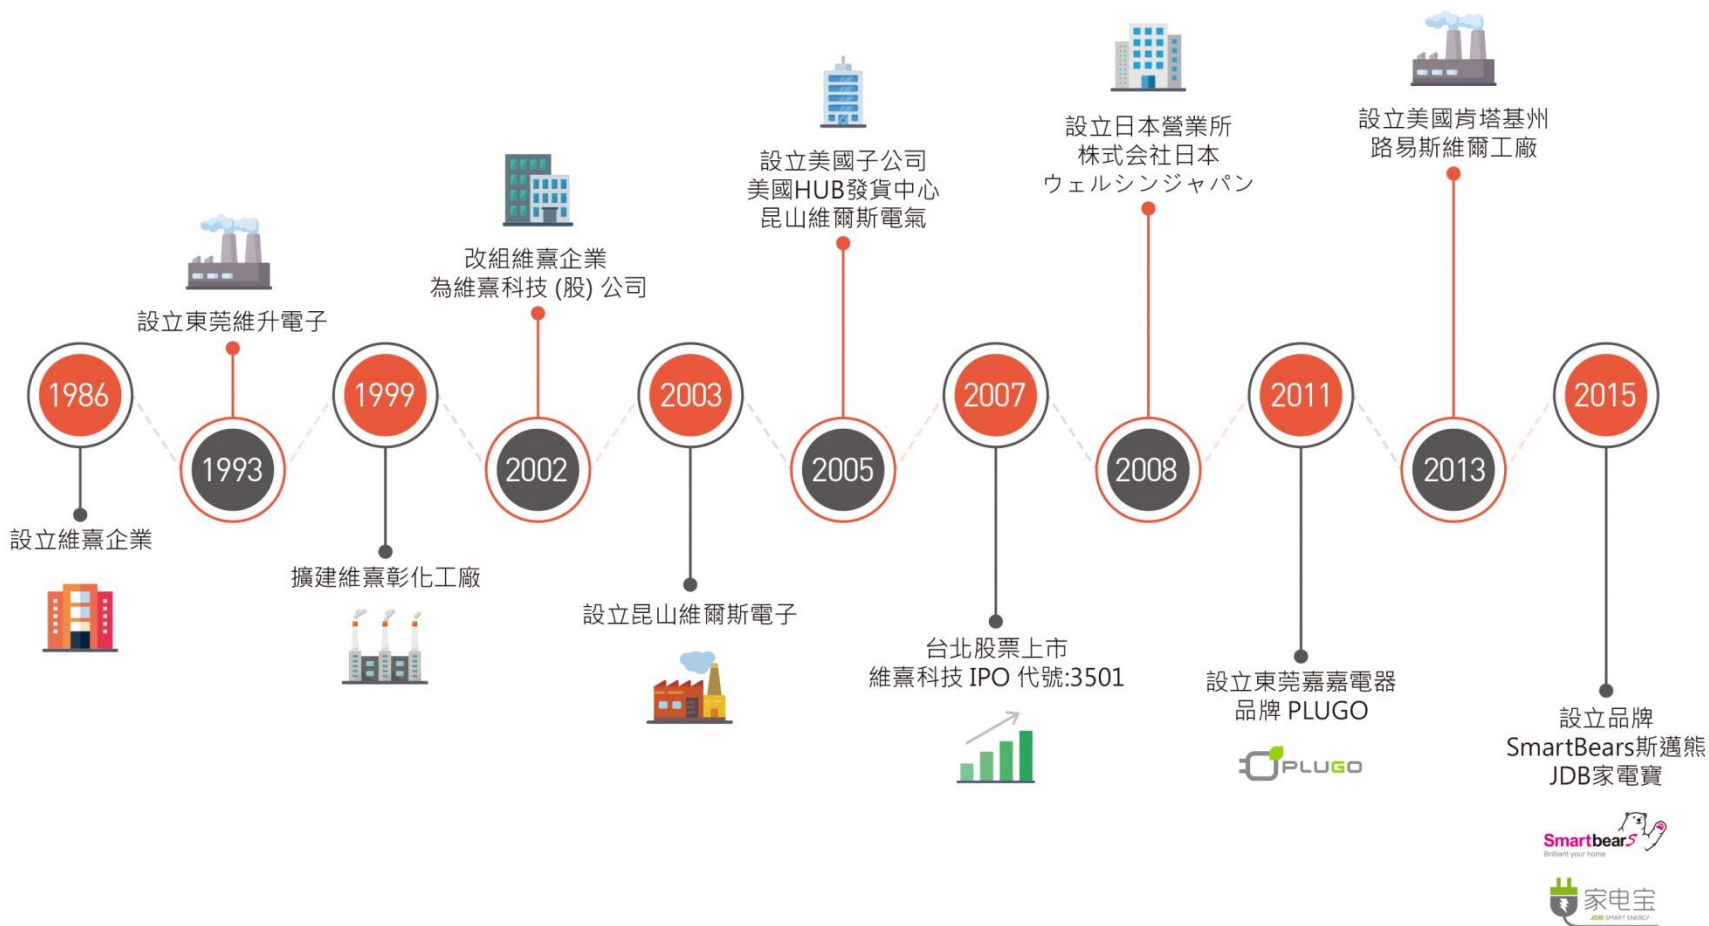 1986
設立維熹企業
設立東莞維升電子
1993
1999
擴建維熹彰化工廠
改組維熹企業
為維熹科技 (股) 公司
2002
2003
設立昆山維爾斯電子
設立美國子公司
美國HUB發貨中心
昆山維爾斯電氣
2005
2007
台北股票上市
維熹科技 IPO 代號:3501
設立日本營業所
株式会社日本
ウェルシンジャパン
2008
2011
設立東莞嘉嘉電器
品牌 PLUGO
PLUGO
設立美國肯塔基州
路易斯維爾工廠
2013
2015
設立品牌
SmartBears斯邁熊
JDB家電寶
SmartbearS
Brilliant your home
家电宝
JDB SMART ENERGY